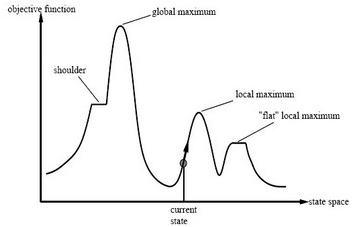 objective function
global maximum
shoulder
local maximum
"flat" local maximum
state space
current
state